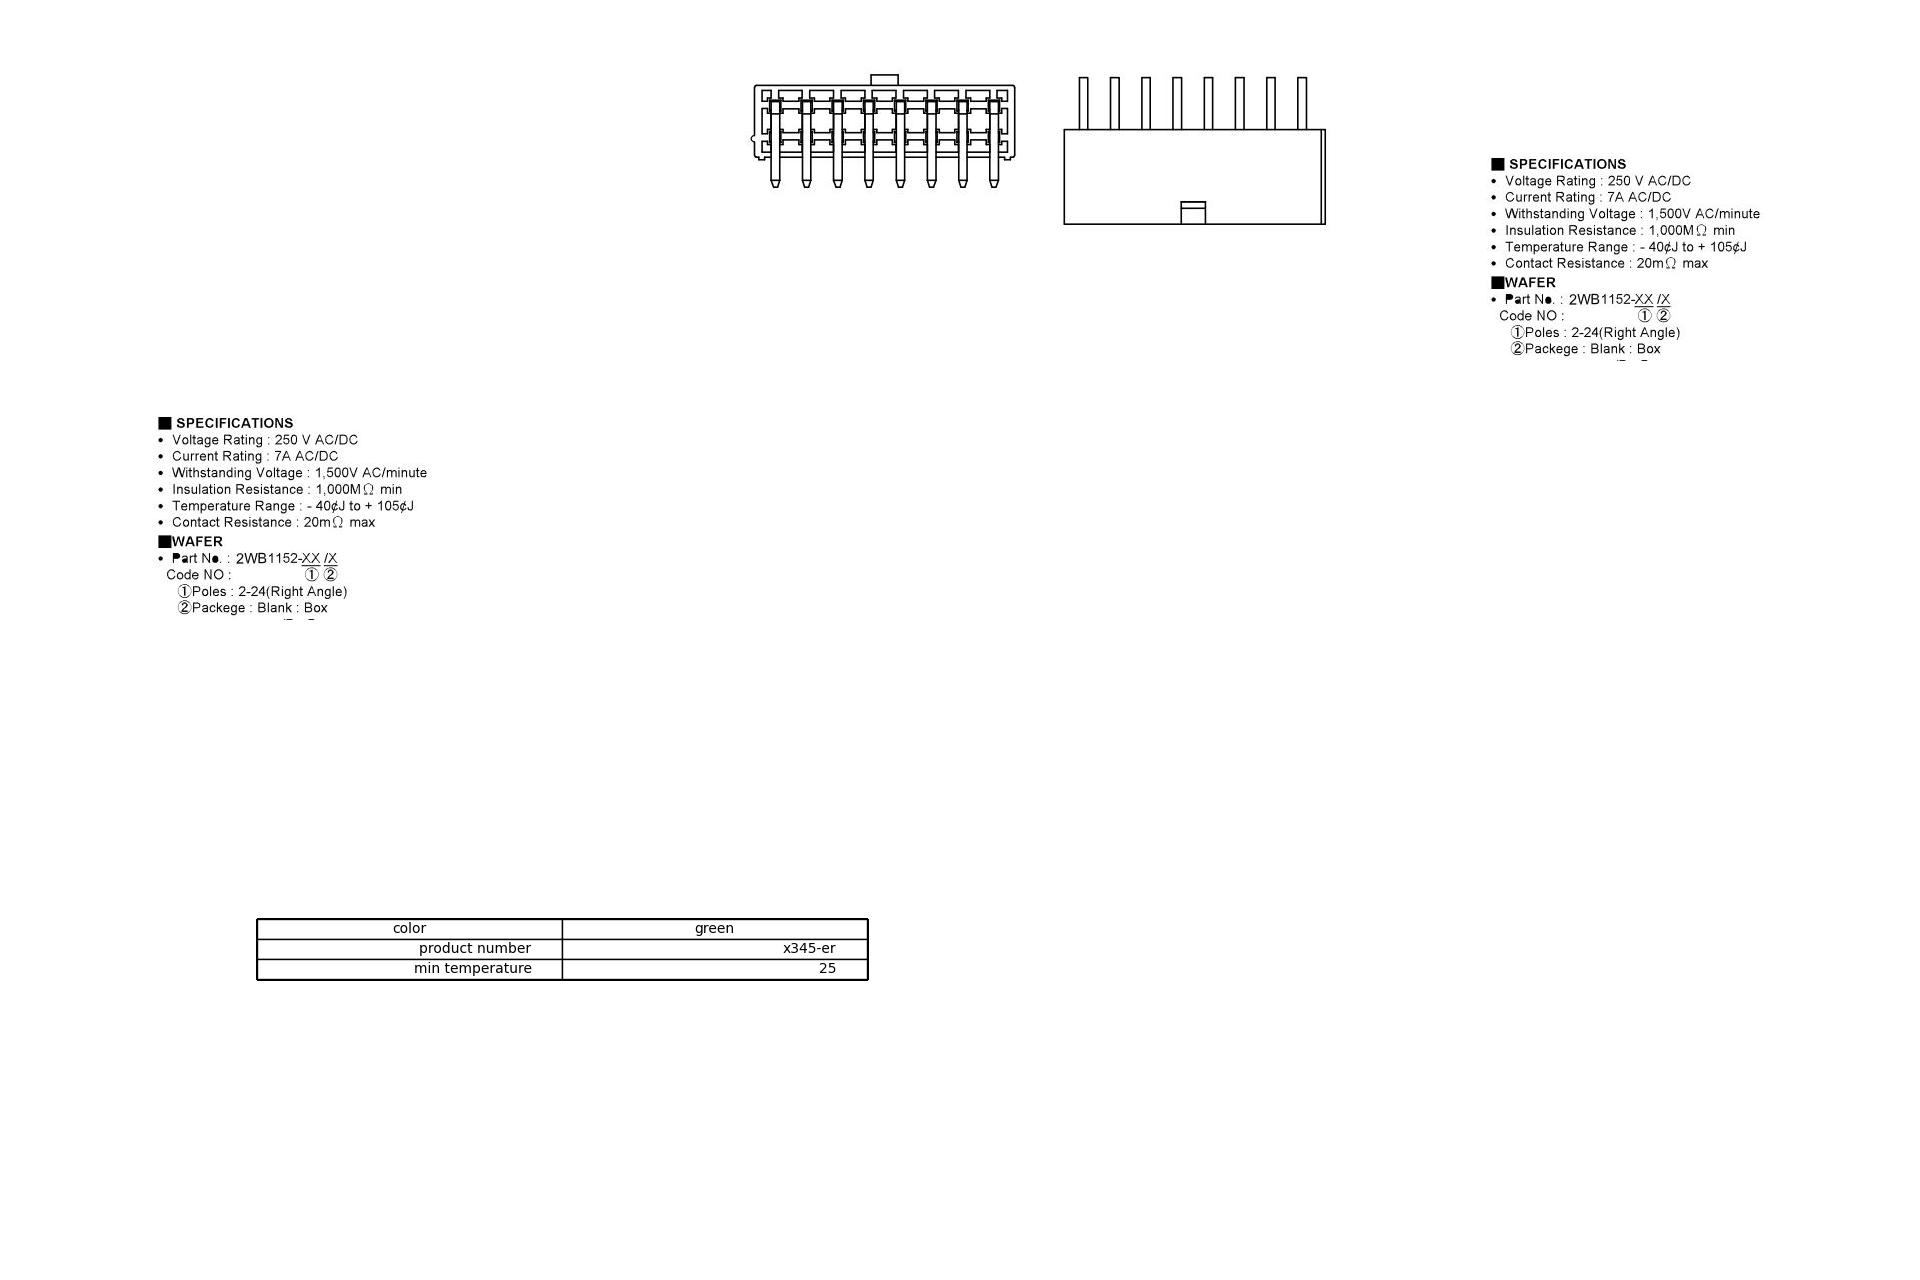 ■ SPECIFICATIONS
• Voltage Rating : 250 V AC/DC
• Current Rating : 7A AC/DC
• Withstanding Voltage : 1,500V AC/minute
• Insulation Resistance : 1,000MΩ min
• Temperature Range : - 40¢J to + 105¢J
• Contact Resistance : 20mΩ max
■WAFER
• Part No. : 2WB1152-XX /X
Code NO : ① ②
①Poles : 2-24(Right Angle)
②Packege : Blank : Box
■ SPECIFICATIONS
• Voltage Rating : 250 V AC/DC
• Current Rating : 7A AC/DC
• Withstanding Voltage : 1,500V AC/minute
• Insulation Resistance : 1,000MΩ min
• Temperature Range : - 40¢J to + 105¢J
• Contact Resistance : 20mΩ max
■WAFER
• Part No. : 2WB1152-XX /X
Code NO : ① ②
①Poles : 2-24(Right Angle)
②Packege : Blank : Box
color green
product number x345-er
min temperature 25